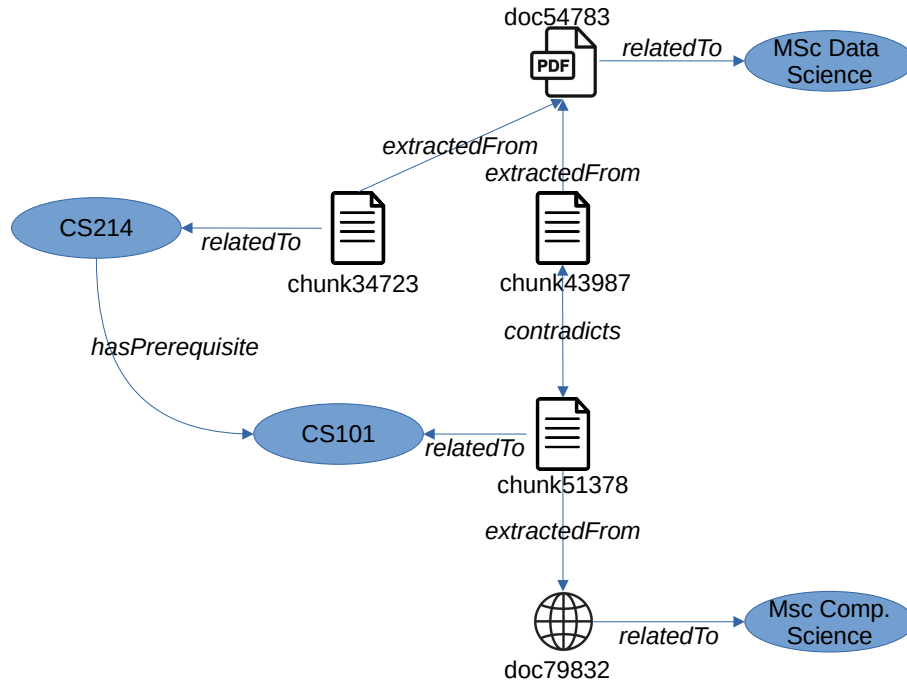 doc54783
PDF
relatedTo
MSc Data
Science
extractedFrom
extractedFrom
CS214
relatedTo
chunk34723
chunk43987
hasPrerequisite
contradicts
CS101
relatedTo
chunk51378
extractedFrom
Msc Comp.
Science
relatedTo
doc79832